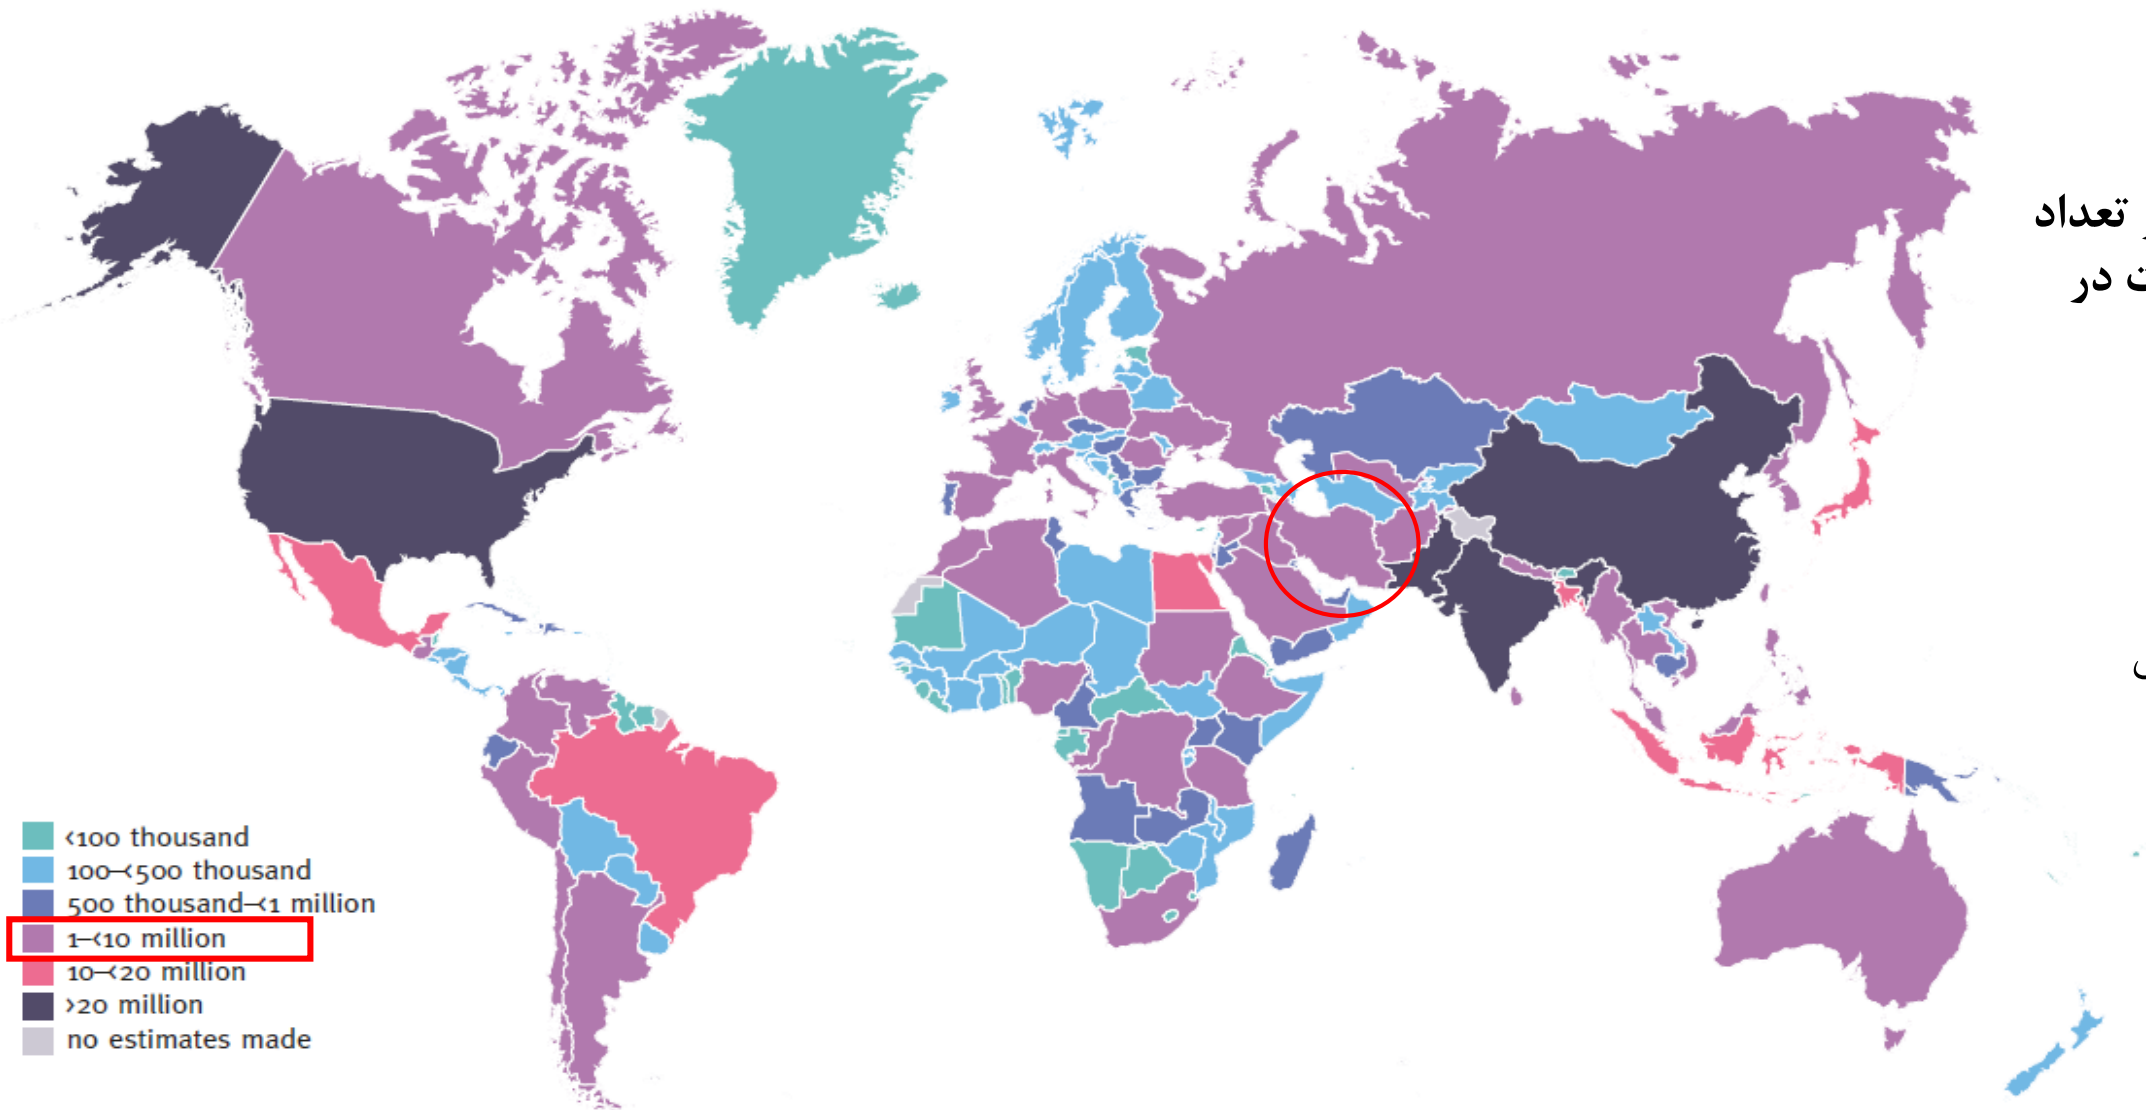 تعداد
ت در
<100 thousand
100–<500 thousand
500 thousand–<1 million
1–<10 million
10–<20 million
>20 million
no estimates made